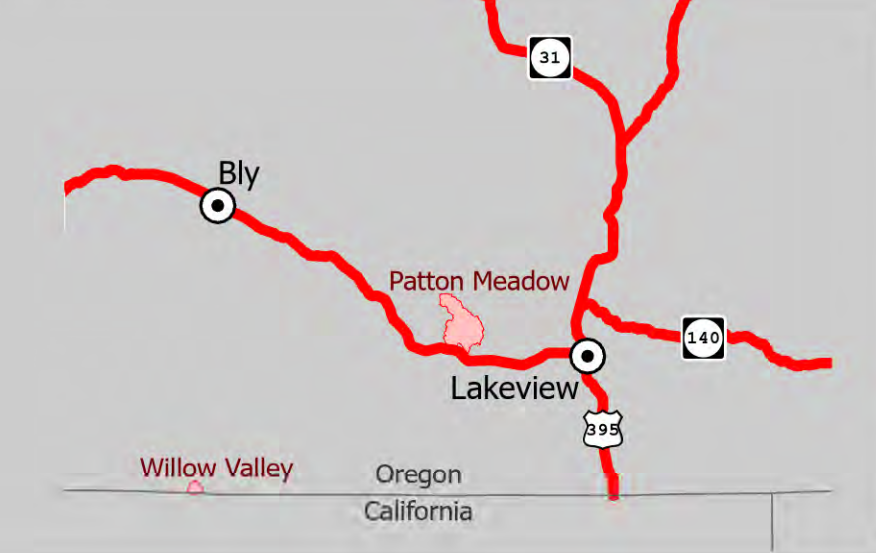 31
Bly
Patton Meadow
140
Lakeview
395
Willow Valley
Oregon
California